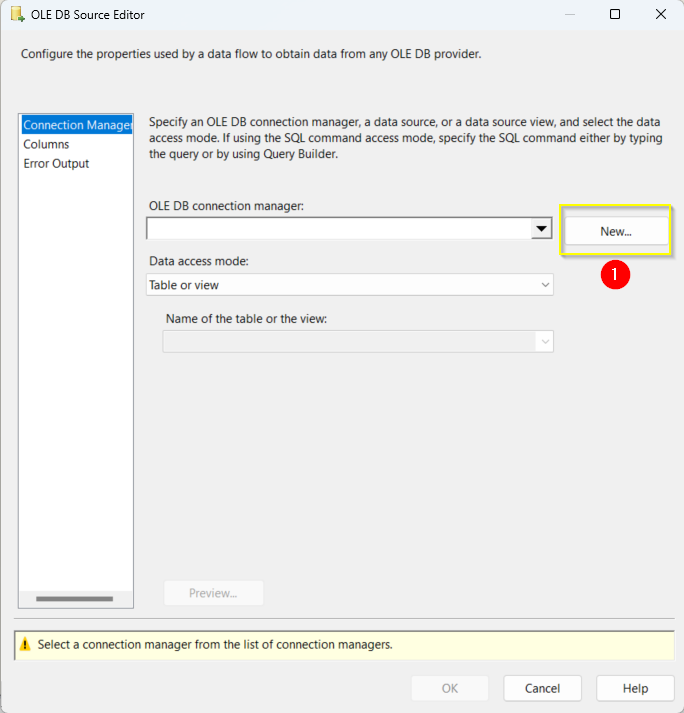 OLE DB Source Editor
Configure the properties used by a data flow to obtain data from any OLE DB provider.
Connection Manager
Columns
Error Output
Specify an OLE DB connection manager, a data source, or a data source view, and select the data
access mode. If using the SQL command access mode, specify the SQL command either by typing
the query or by using Query Builder.
OLE DB connection manager:
New...
1
Data access mode:
Table or view
Name of the table or the view:
Preview...
Select a connection manager from the list of connection managers.
OK
Cancel
Help